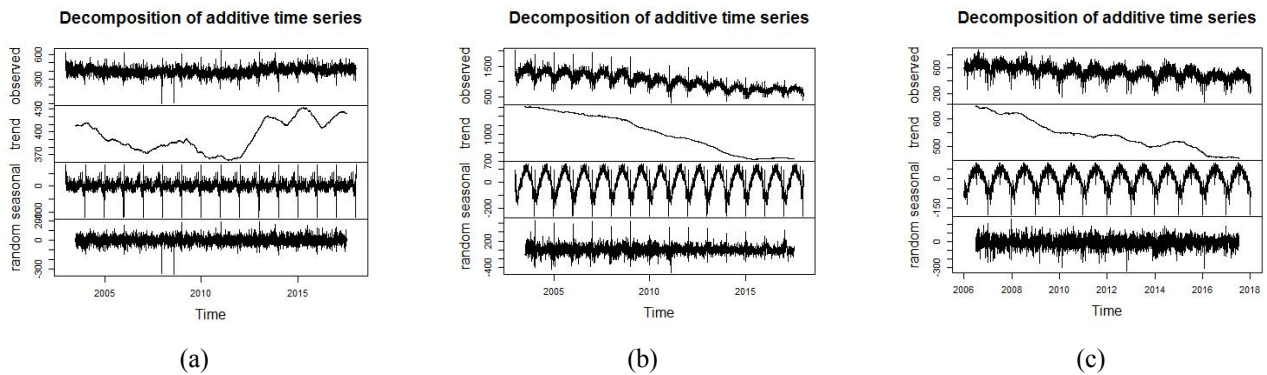 Decomposition of additive time series
observed
300 600
trend
370 400 430
seasonal
0
random
-300 0
2005 2010 2015
Time
(a)
Decomposition of additive time series
observed
500 1500
trend
700 1000
seasonal
-200 0
random
-400 200
2005 2010 2015
Time
(b)
Decomposition of additive time series
observed
200 600
trend
500 600
seasonal
-150 0
random
-300 0
2006 2008 2010 2012 2014 2016 2018
Time
(c)